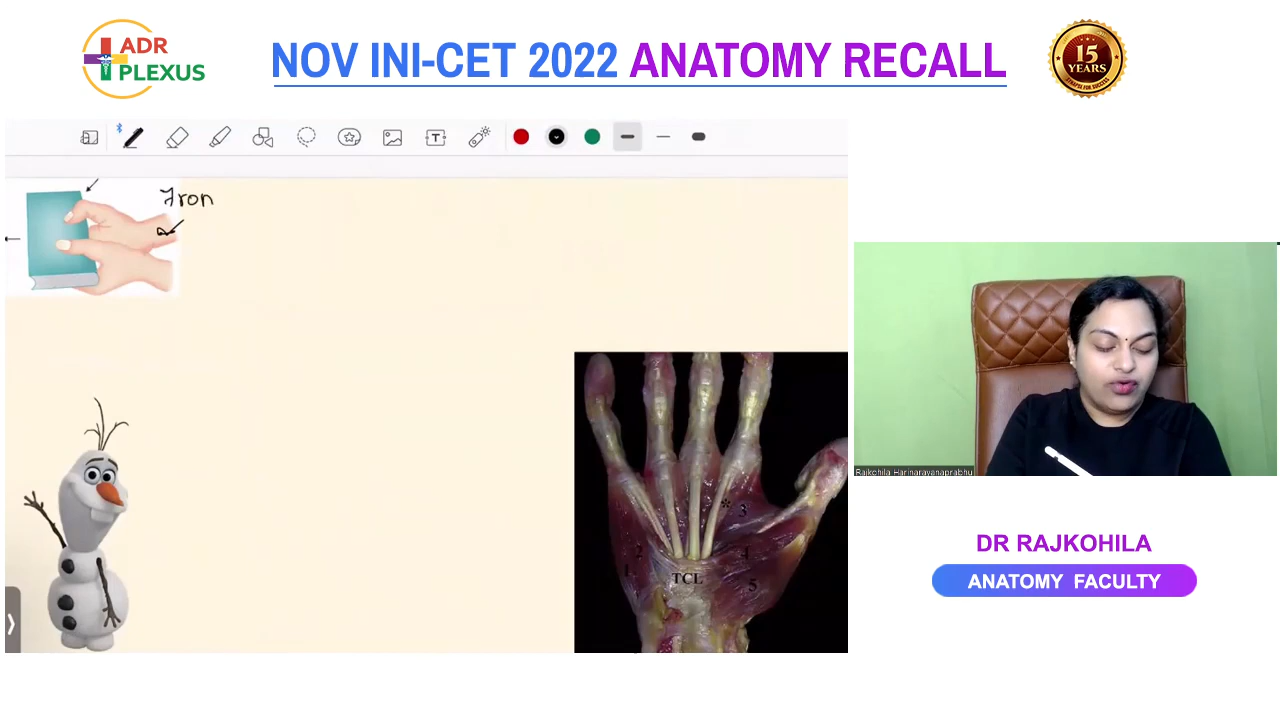 ADR
PLEXUS
NOV INI-CET 2022 ANATOMY RECALL
15
YEARS
T
Fron
3
2
4
1
TCL
5
Rajkohila Harinarayanaprabhu
DR RAJKOHILA
ANATOMY FACULTY